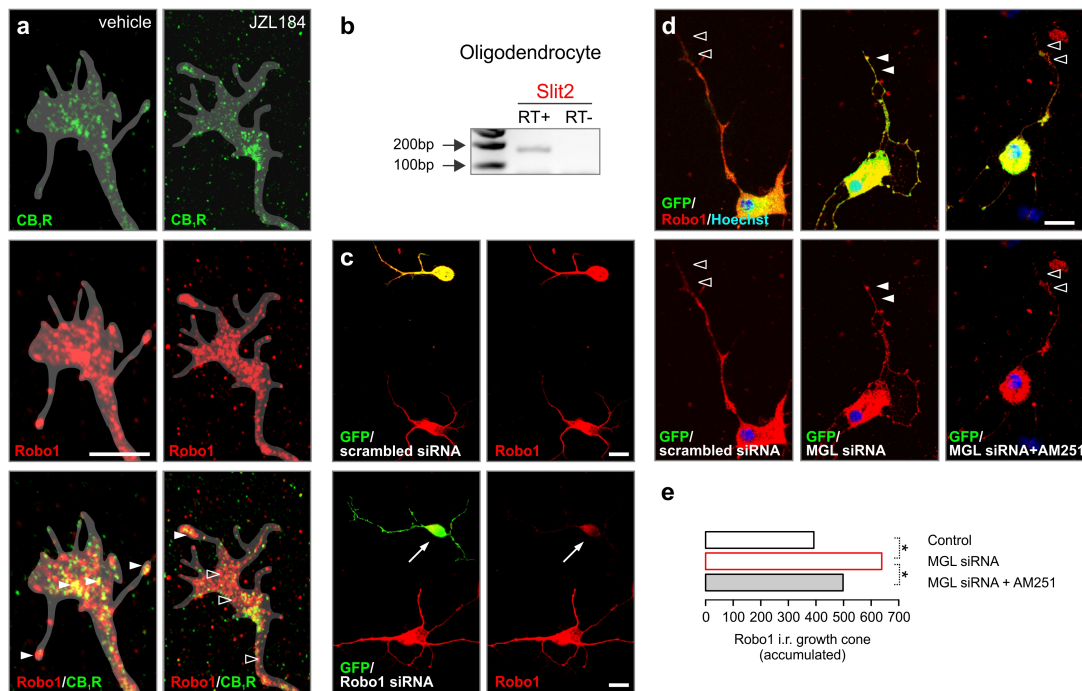 a
vehicle
JZL184
CB₁R
CB₁R
Robo1
Robo1
Robo1/CB₁R
Robo1/CB₁R
b
Oligodendrocyte
Slit2
RT+ RT-
200bp
100bp
c
GFP/
scrambled siRNA
Robo1
GFP/
Robo1 siRNA
Robo1
d
GFP/
Robo1/Hoechst
GFP/
scrambled siRNA
GFP/
MGL siRNA
GFP/
MGL siRNA+AM251
e
Control
*
MGL siRNA
*
MGL siRNA + AM251
0 100 200 300 400 500 600 700
Robo1 i.r. growth cone
(accumulated)